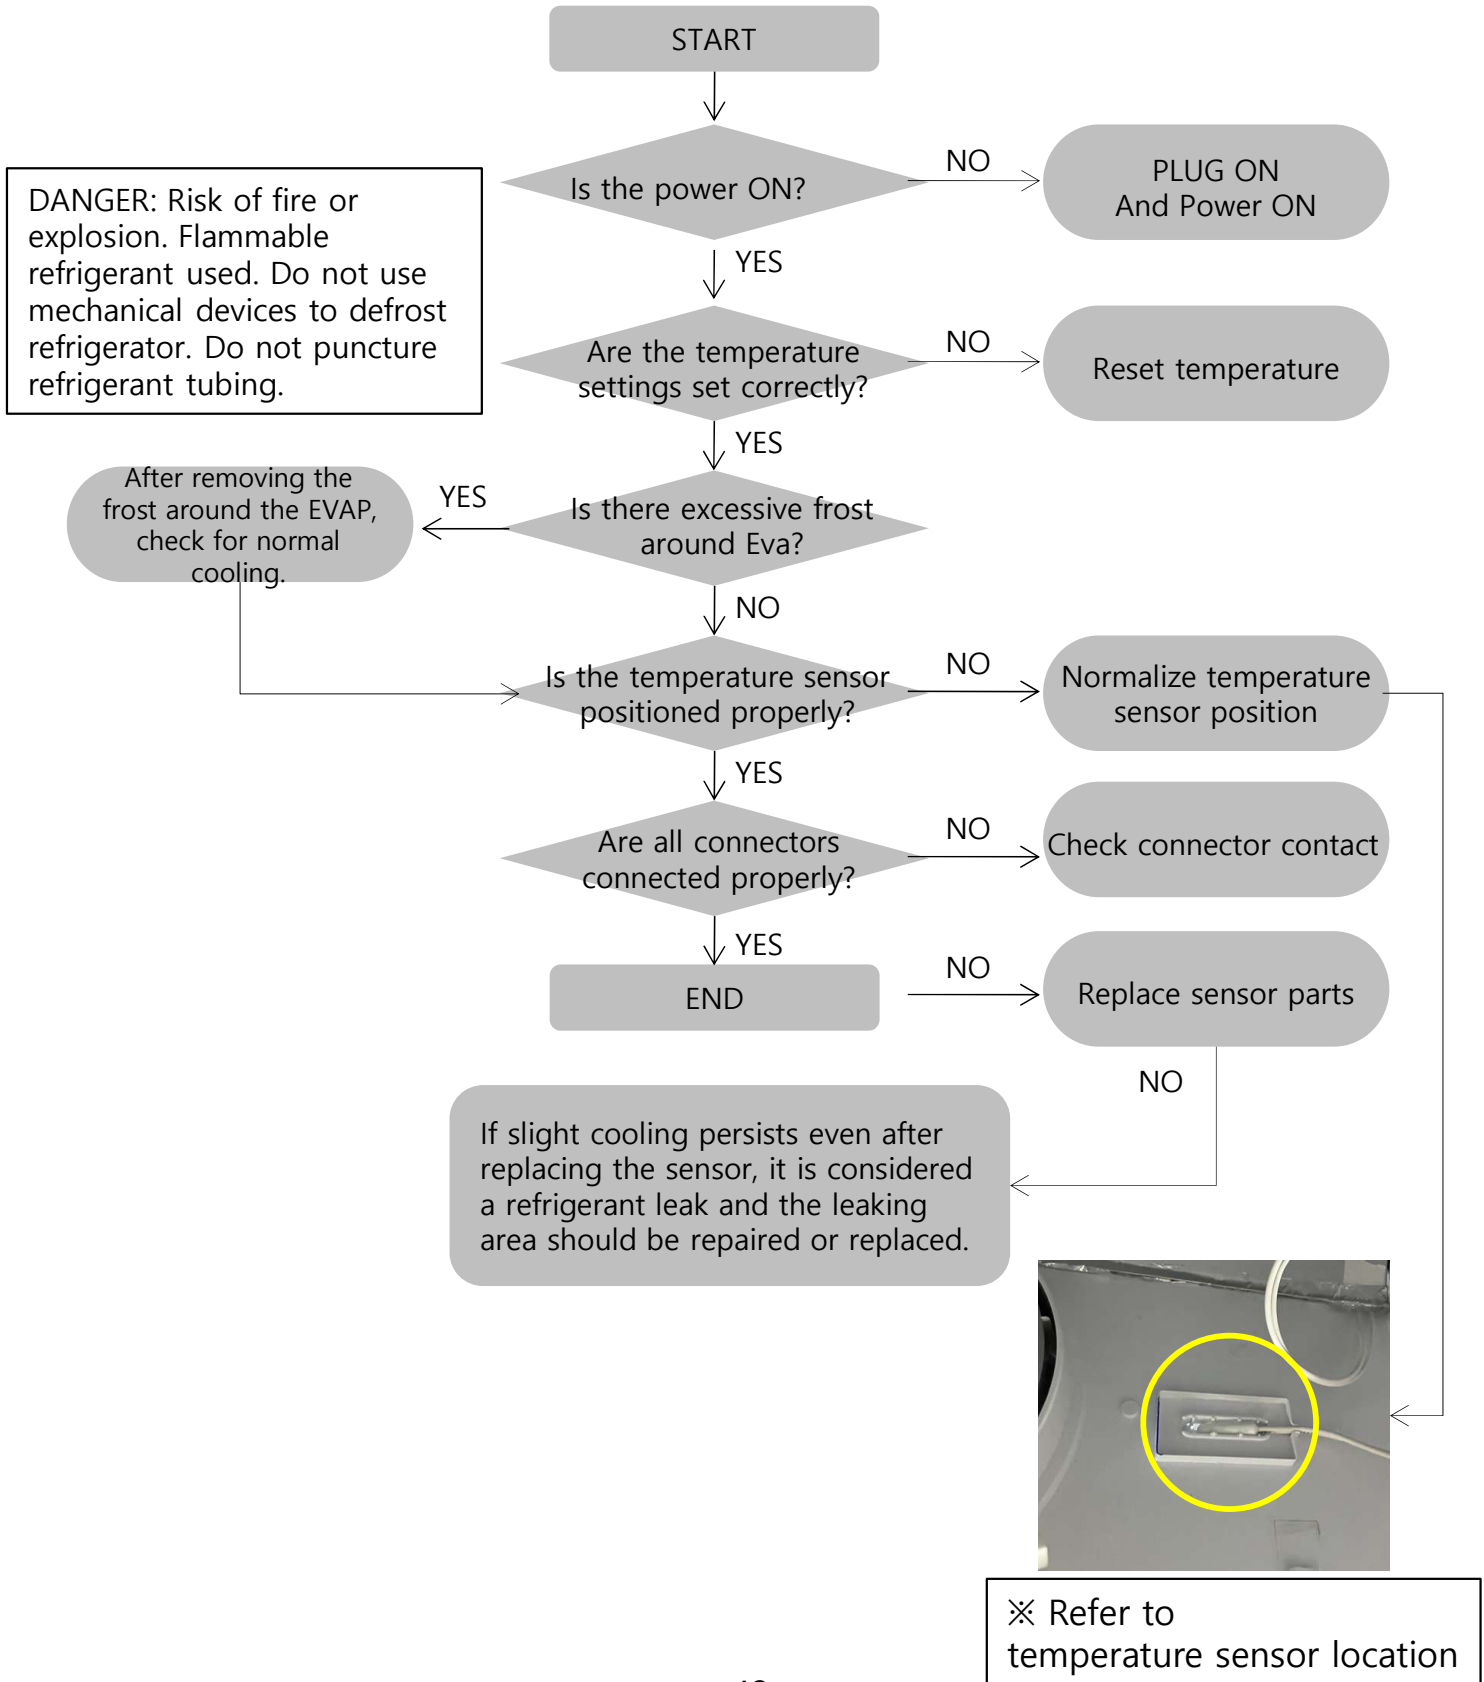 START
Is the power ON?
NO
PLUG ON
And Power ON
DANGER: Risk of fire or
explosion. Flammable
refrigerant used. Do not use
mechanical devices to defrost
refrigerator. Do not puncture
refrigerant tubing.
YES
Are the temperature
settings set correctly?
NO
Reset temperature
YES
After removing the
frost around the EVAP,
check for normal
cooling.
YES
Is there excessive frost
around Eva?
NO
Is the temperature sensor
positioned properly?
NO
Normalize temperature
sensor position
YES
Are all connectors
connected properly?
NO
Check connector contact
YES
END
NO
Replace sensor parts
NO
If slight cooling persists even after
replacing the sensor, it is considered
a refrigerant leak and the leaking
area should be repaired or replaced.
※ Refer to
temperature sensor location